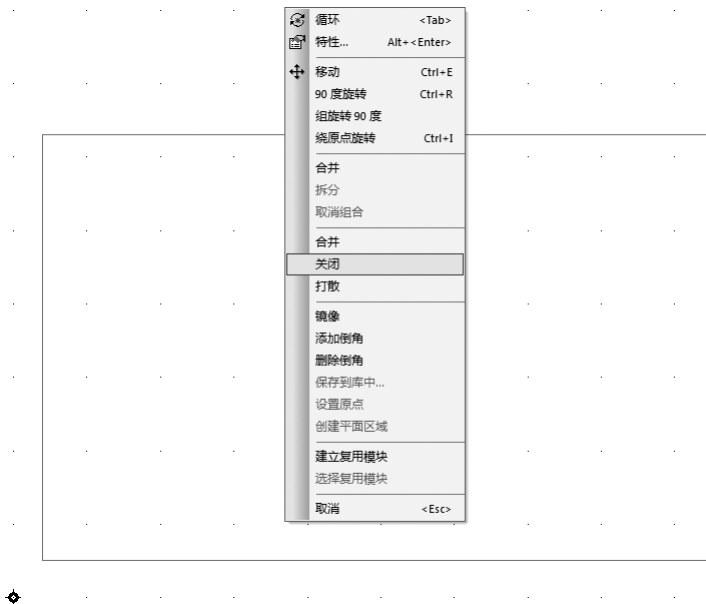 循环 <Tab>
特性... Alt+<Enter>
移动 Ctrl+E
90 度旋转 Ctrl+R
组旋转 90 度
绕原点旋转 Ctrl+I
合并
拆分
取消组合
合并
关闭
打散
镜像
添加倒角
删除倒角
保存到库中...
设置原点
创建平面区域
建立复用模块
选择复用模块
取消 <Esc>